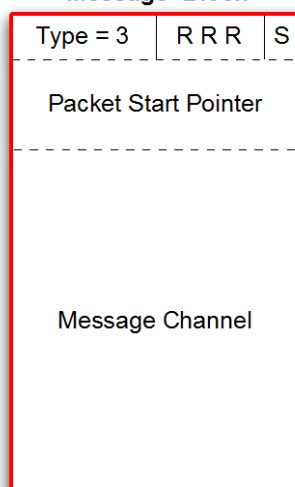 Type = 3 R R R S
Packet Start Pointer
Message Channel